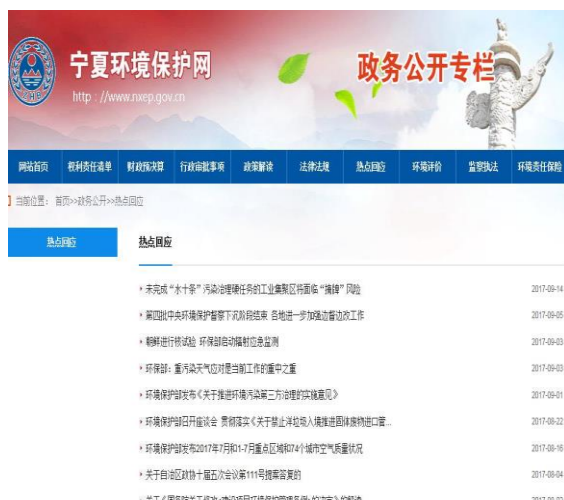 宁夏环境保护网
http://www.nxep.gov.cn
政务公开专栏
ZHB
网站首页 权利责任清单 财政预决算 行政审批事项 政策解读 法律法规 热点回应 环境评价 监察执法 环境责任保险
当前位置： 首页>>政务公开>>热点回应
热点回应
热点回应
未完成“水十条”污染治理硬任务的工业集聚区将面临“摘牌”风险 2017-09-14
第四批中央环境保护督察下沉阶段结束 各地进一步加强边督边改工作 2017-09-05
朝鲜进行核试验 环保部启动辐射应急监测 2017-09-03
环保部：重污染天气应对是当前工作的重中之重 2017-09-03
环境保护部发布《关于推进环境污染第三方治理的实施意见》 2017-09-01
环境保护部召开座谈会 贯彻落实《关于禁止洋垃圾入境推进固体废物进口管... 2017-08-22
环境保护部发布2017年7月和1-7月重点区域和74个城市空气质量状况 2017-08-16
关于自治区政协十届五次会议第111号提案答复的 2017-08-04